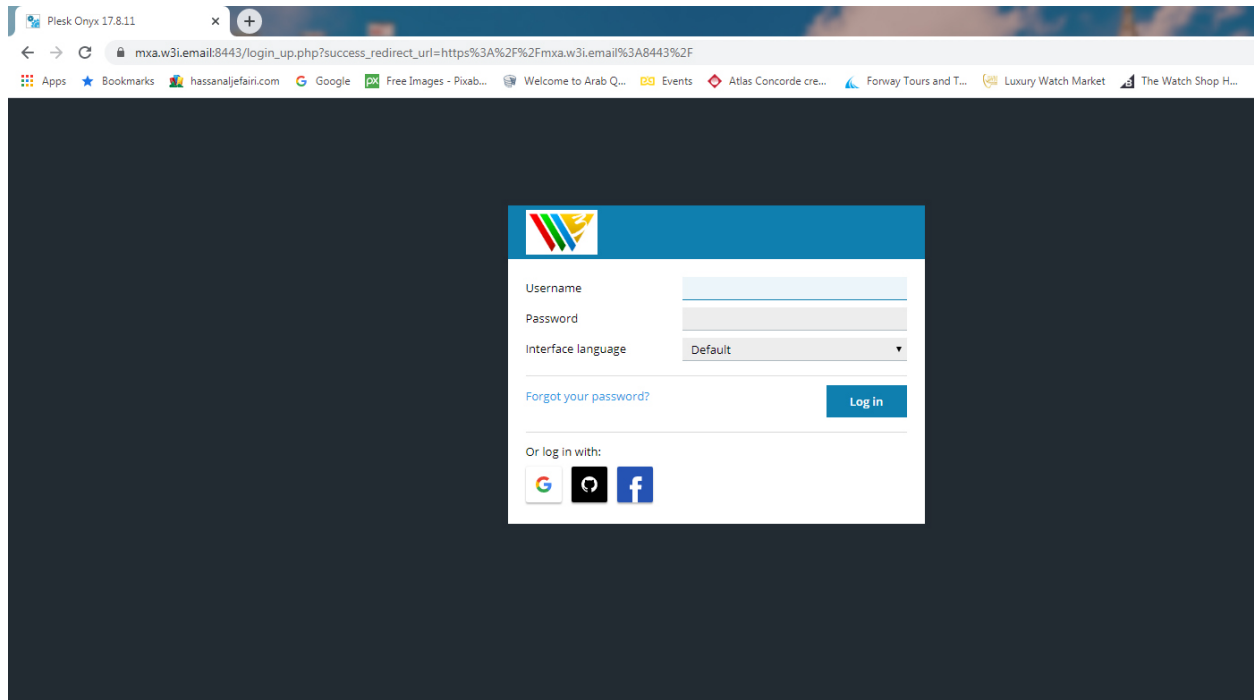 Plesk Onyx 17.8.11
mxa.w3i.email:8443/login_up.php?success_redirect_url=https%3A%2F%2Fmxa.w3i.email%3A8443%2F
Apps Bookmarks hassanaljefairi.com Google Free Images - Pixab... Welcome to Arab Q... Events Atlas Concorde cre... Forway Tours and T... Luxury Watch Market The Watch Shop H...
Username
Password
Interface language Default
Forgot your password? Log in
Or log in with: